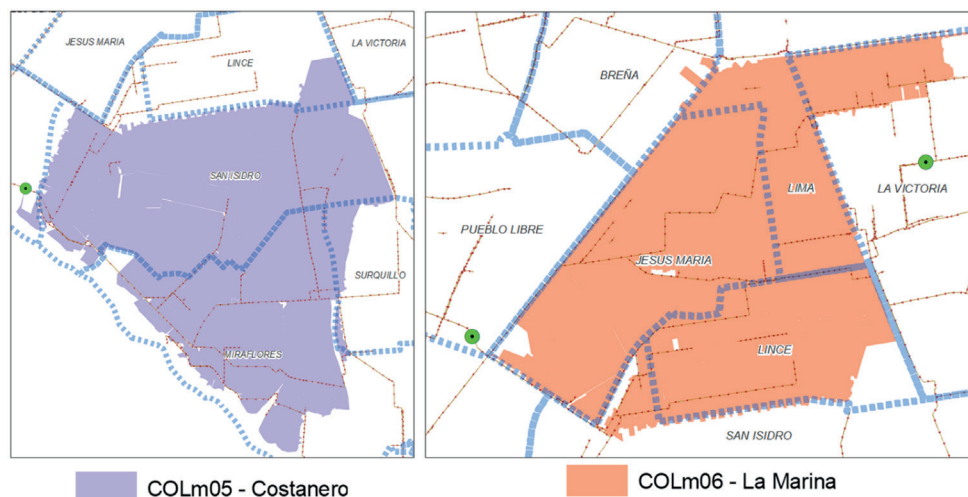 JESUS MARIA
LA VICTORIA
LINCE
SAN ISIDRO
SURQUILLO
MIRAFLORES
COLm05 - Costanero
BREÑA
LIMA
LA VICTORIA
PUEBLO LIBRE
JESUS MARIA
LINCE
SAN ISIDRO
COLm06 - La Marina